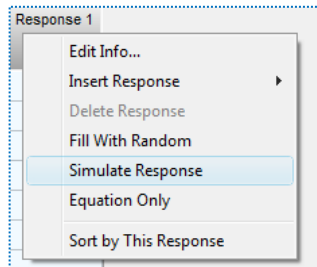 Response 1
Edit Info...
Insert Response
Delete Response
Fill With Random
Simulate Response
Equation Only
Sort by This Response